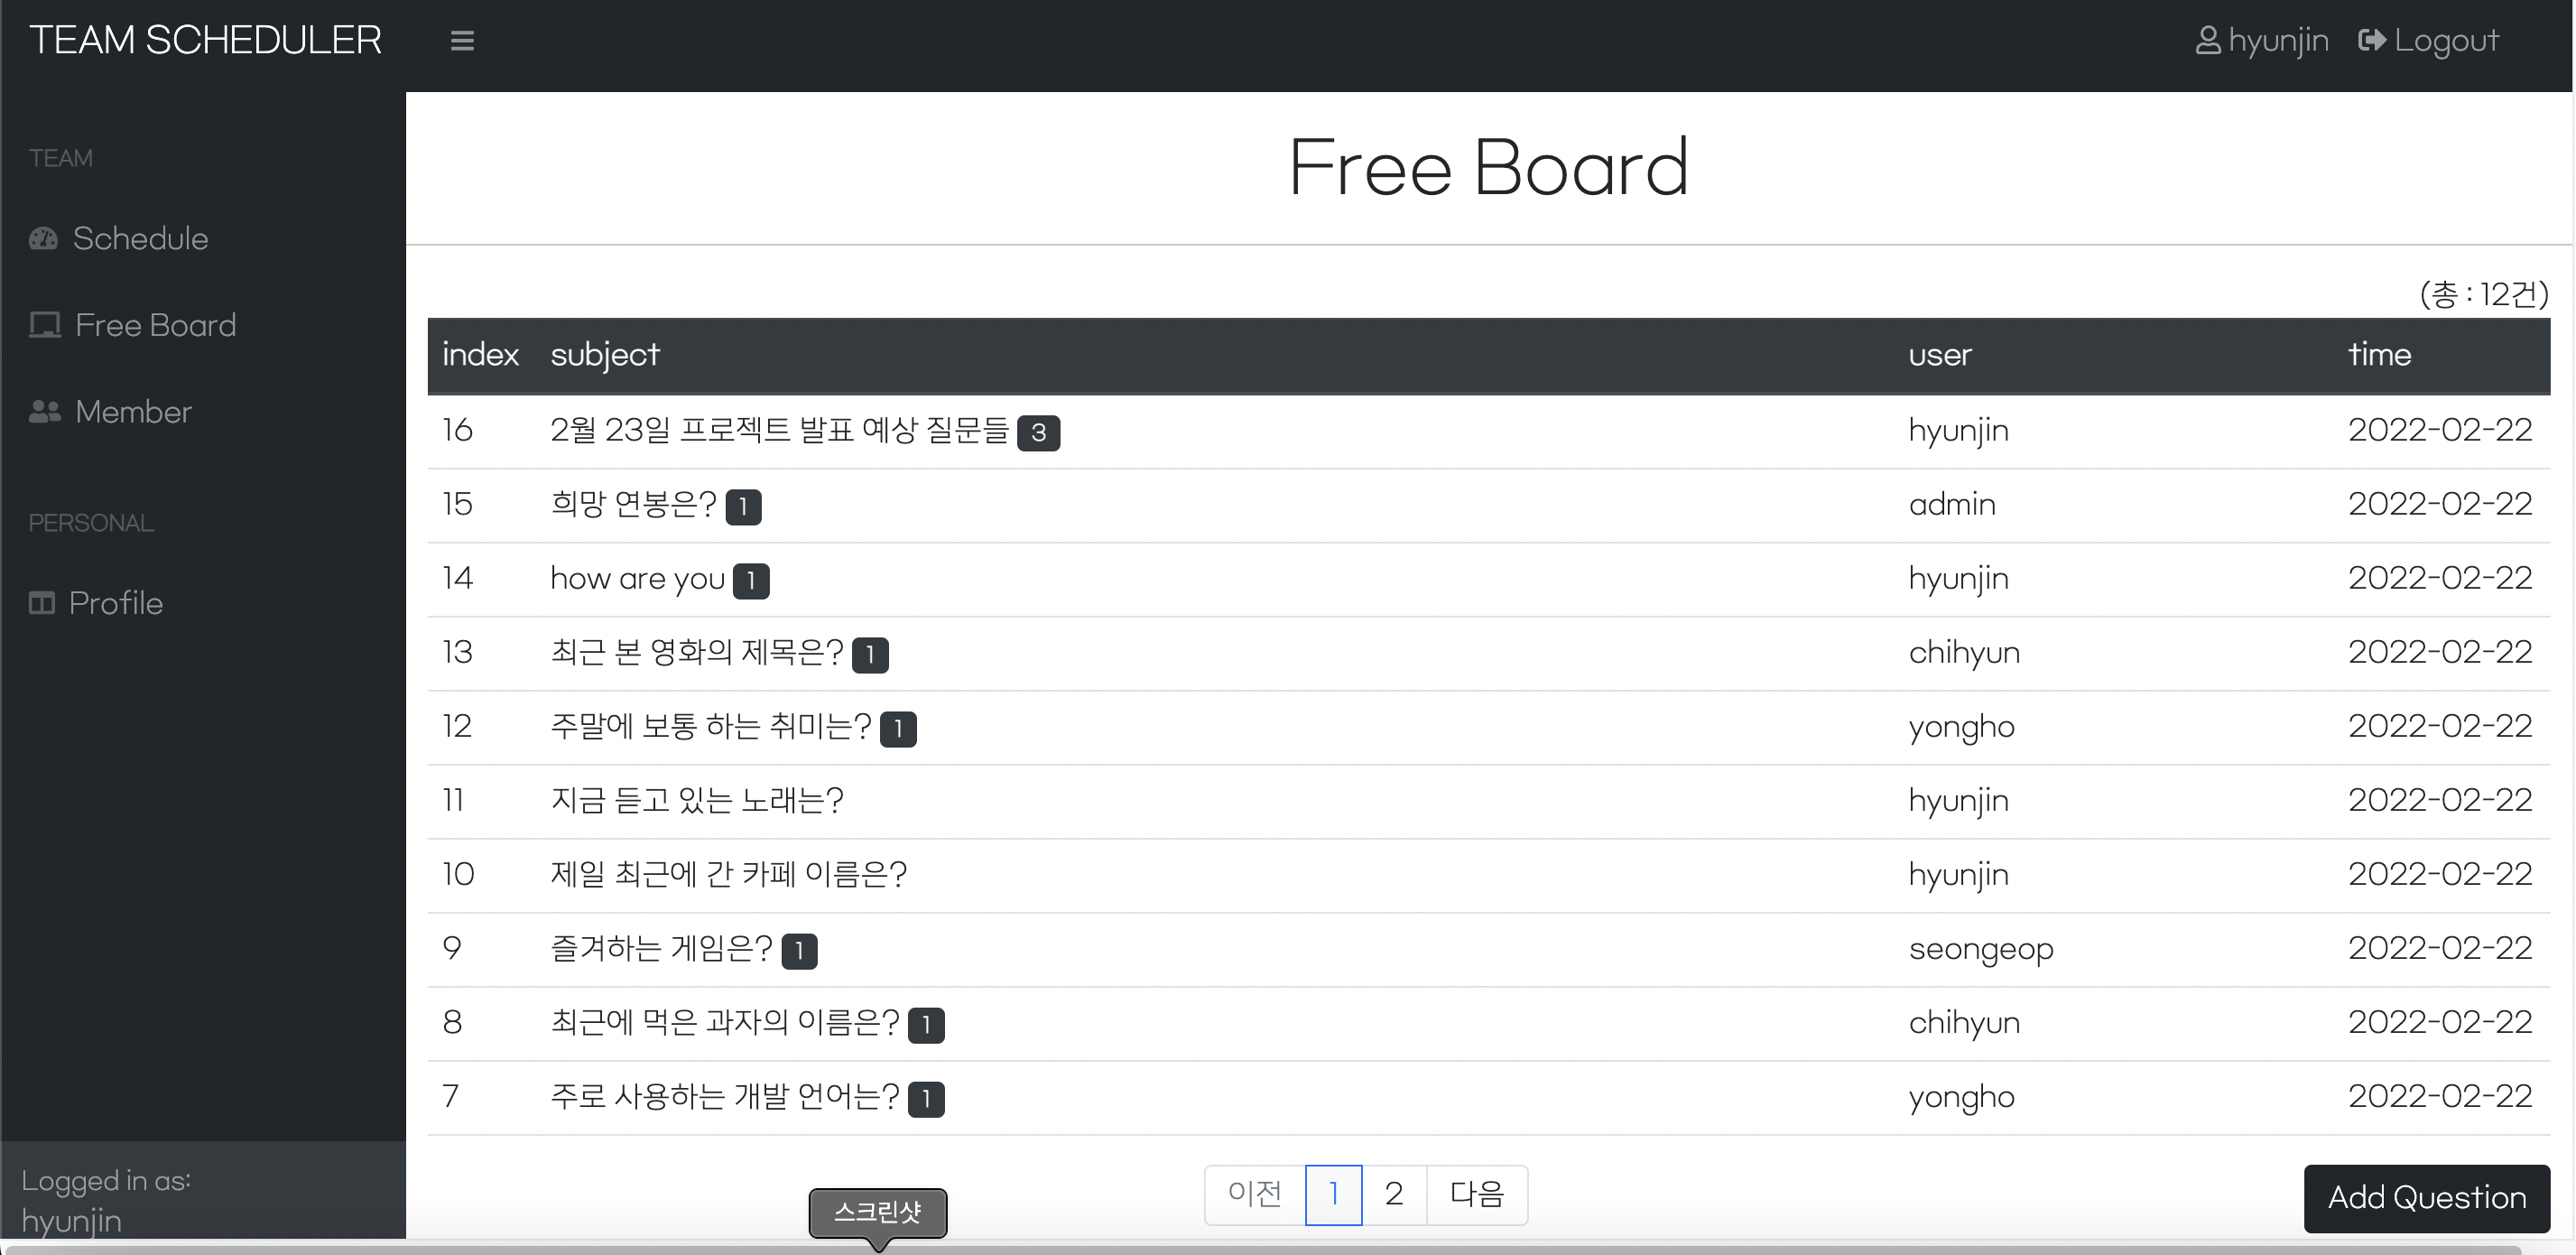 TEAM SCHEDULER hyunjin Logout
TEAM
Schedule
Free Board
Member
PERSONAL
Profile
Logged in as:
hyunjin
Free Board
(총 : 12건)
index subject user time
16 2월 23일 프로젝트 발표 예상 질문들 3 hyunjin 2022-02-22
15 희망 연봉은? 1 admin 2022-02-22
14 how are you 1 hyunjin 2022-02-22
13 최근 본 영화의 제목은? 1 chihyun 2022-02-22
12 주말에 보통 하는 취미는? 1 yongho 2022-02-22
11 지금 듣고 있는 노래는? hyunjin 2022-02-22
10 제일 최근에 간 카페 이름은? hyunjin 2022-02-22
9 즐겨하는 게임은? 1 seongeop 2022-02-22
8 최근에 먹은 과자의 이름은? 1 chihyun 2022-02-22
7 주로 사용하는 개발 언어는? 1 yongho 2022-02-22
이전 1 2 다음 Add Question
스크린샷